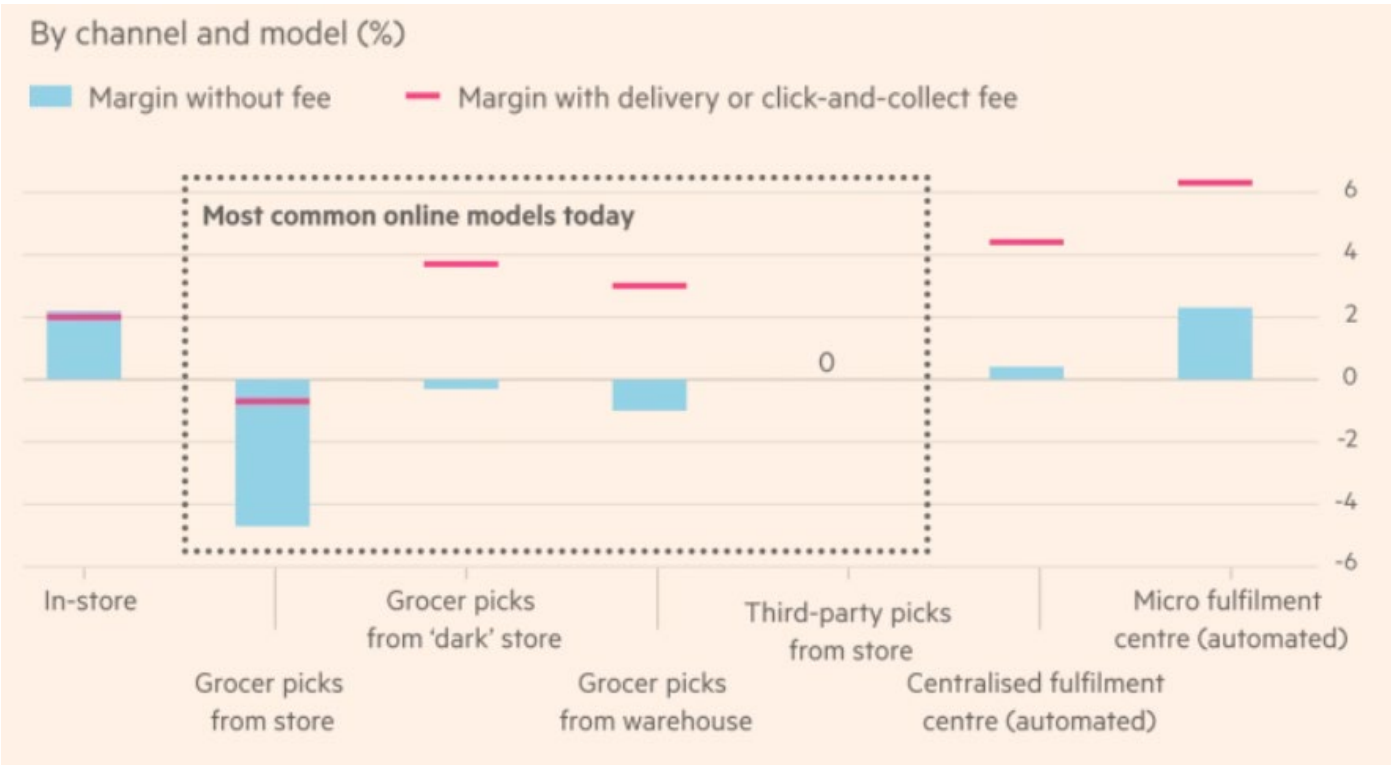 By channel and model (%)
Margin without fee
Margin with delivery or click-and-collect fee
Most common online models today
6
4
2
0
0
-2
-4
-6
In-store
Grocer picks
from store
Grocer picks
from ‘dark’ store
Grocer picks
from warehouse
Third-party picks
from store
Centralised fulfilment
centre (automated)
Micro fulfilment
centre (automated)